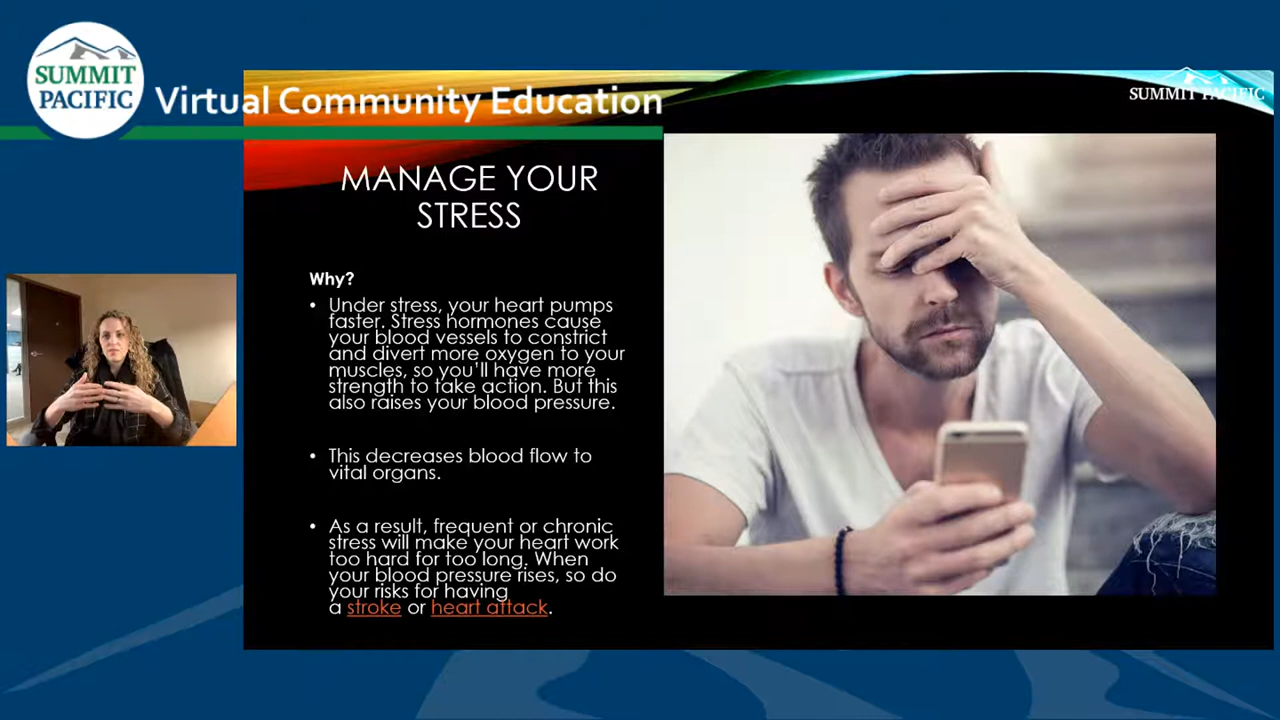 SUMMIT
PACIFIC
Virtual Community Education
SUMMIT PACIFIC
MANAGE YOUR
STRESS
Why?
• Under stress, your heart pumps
faster. Stress hormones cause
your blood vessels to constrict
and divert more oxygen to your
muscles, so you'll have more
strength to take action. But this
also raises your blood pressure.
• This decreases blood flow to
vital organs.
• As a result, frequent or chronic
stress will make your heart work
too hard for too long. When
your blood pressure rises, so do
your risks for having
a stroke or heart attack.